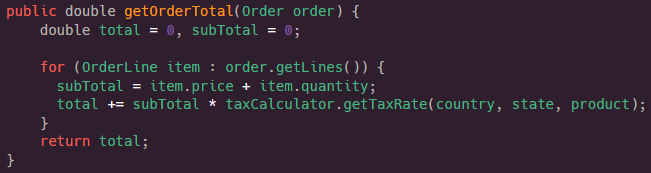 public double getOrderTotal(Order order) {
    double total = 0, subTotal = 0;

    for (OrderLine item : order.getLines()) {
      subTotal = item.price + item.quantity;
      total += subTotal * taxCalculator.getTaxRate(country, state, product);
    }
    return total;
}